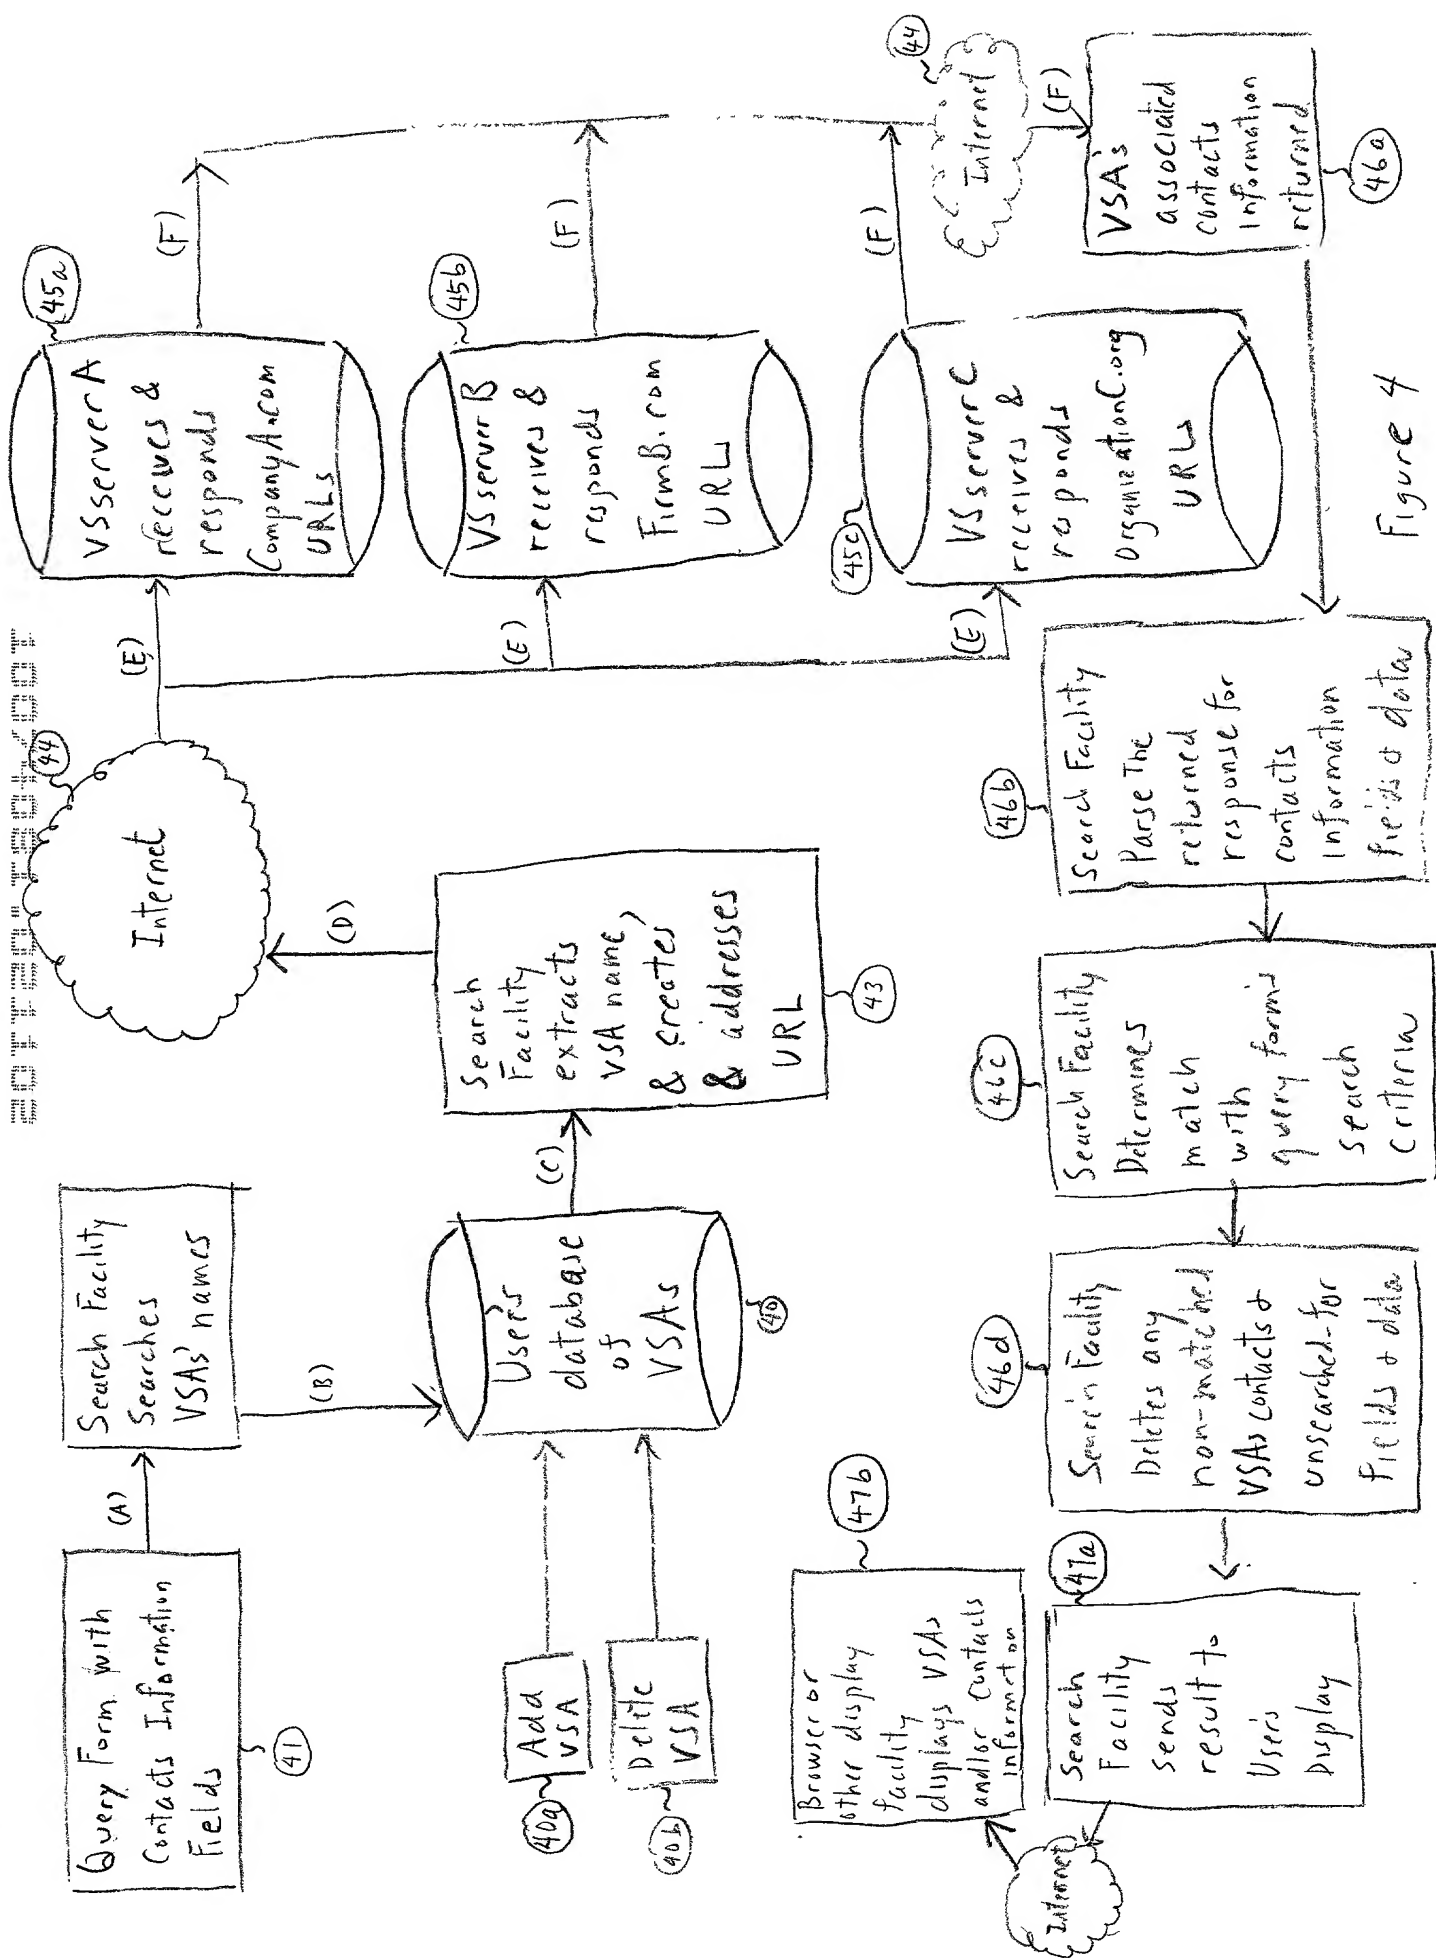 10047081.021102
Query Form with
Contacts Information
Fields
41
(A)
Search Facility
Searches
VSAs' names
(B)
Add
VSA
40a
Delete
VSA
40b
User's
database
of
VSAs
40
(C)
Search
Facility
extracts
VSA name,
& creates
& addresses
URL
43
(D)
Internet
44
(E)
(E)
(E)
VSserver A
receives &
responds
CompanyA.com
URLs
45a
VSserver B
receives &
responds
FirmB.com
URLs
45b
VSserver C
receives &
responds
OrganizationC.org
URLs
45c
(F)
(F)
(F)
Internet
44
(F)
VSA's
associated
contacts
Information
returned
46a
Search Facility
Parse The
returned
response for
contacts
Information
fields & data
46b
Search Facility
Determines
match
with
query form's
search
criteria
46c
Search Facility
Deletes any
non-matched
VSAs contacts &
unsearched-for
fields & data
46d
Search
Facility
sends
result to
User's
Display
47a
Internet
Browser or
other display
facility
displays VSAs
and/or contacts
information
47b
Figure 4